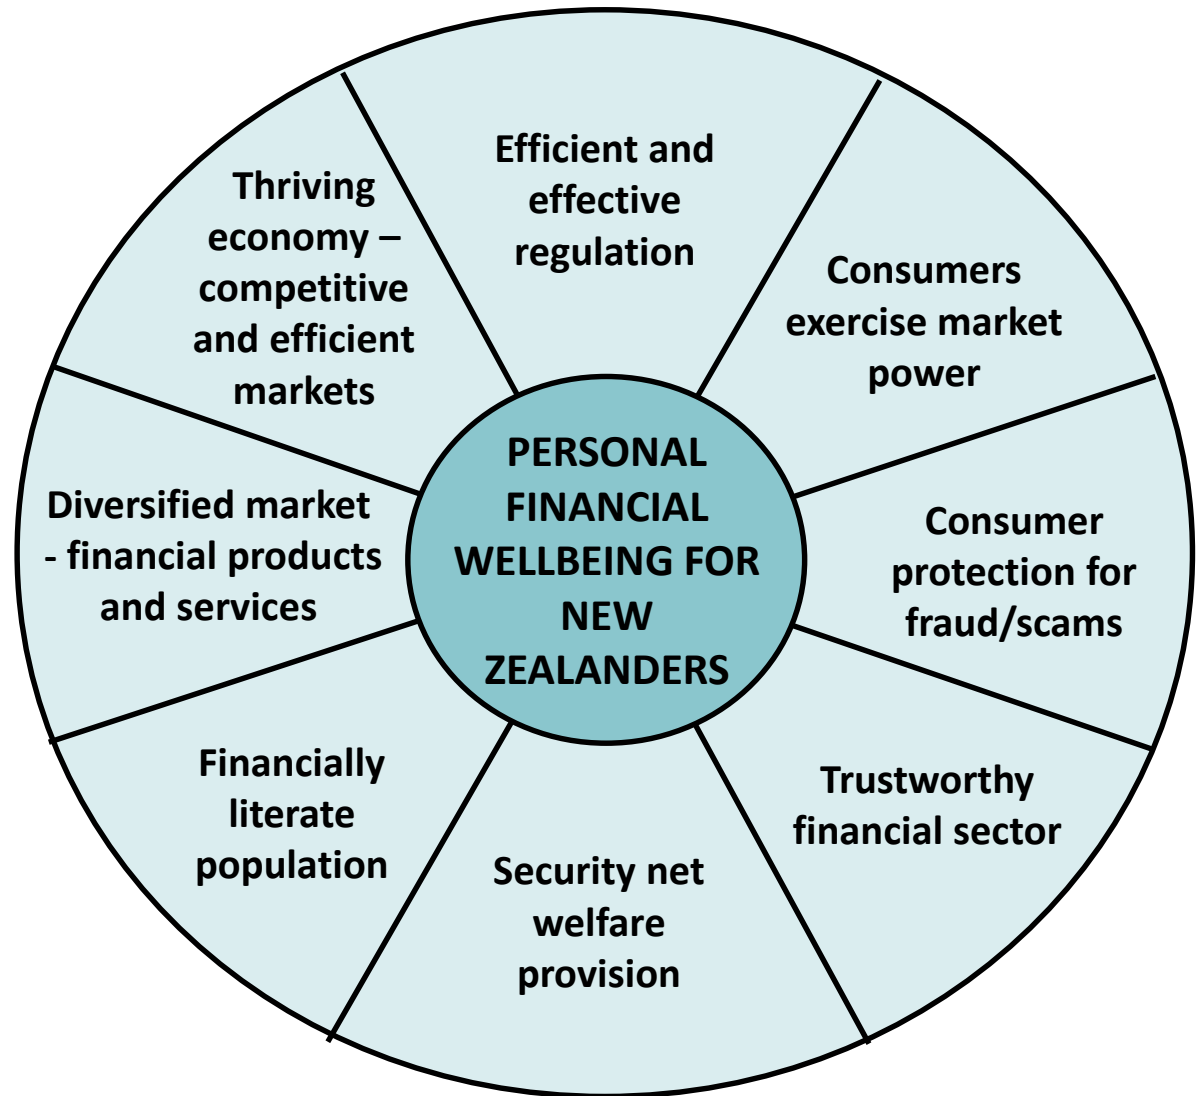 Efficient and
effective
regulation
Consumers
exercise market
power
Consumer
protection for
fraud/scams
Trustworthy
financial sector
Security net
welfare
provision
Financially
literate
population
Diversified market
- financial products
and services
Thriving
economy –
competitive
and efficient
markets
PERSONAL
FINANCIAL
WELLBEING FOR
NEW
ZEALANDERS